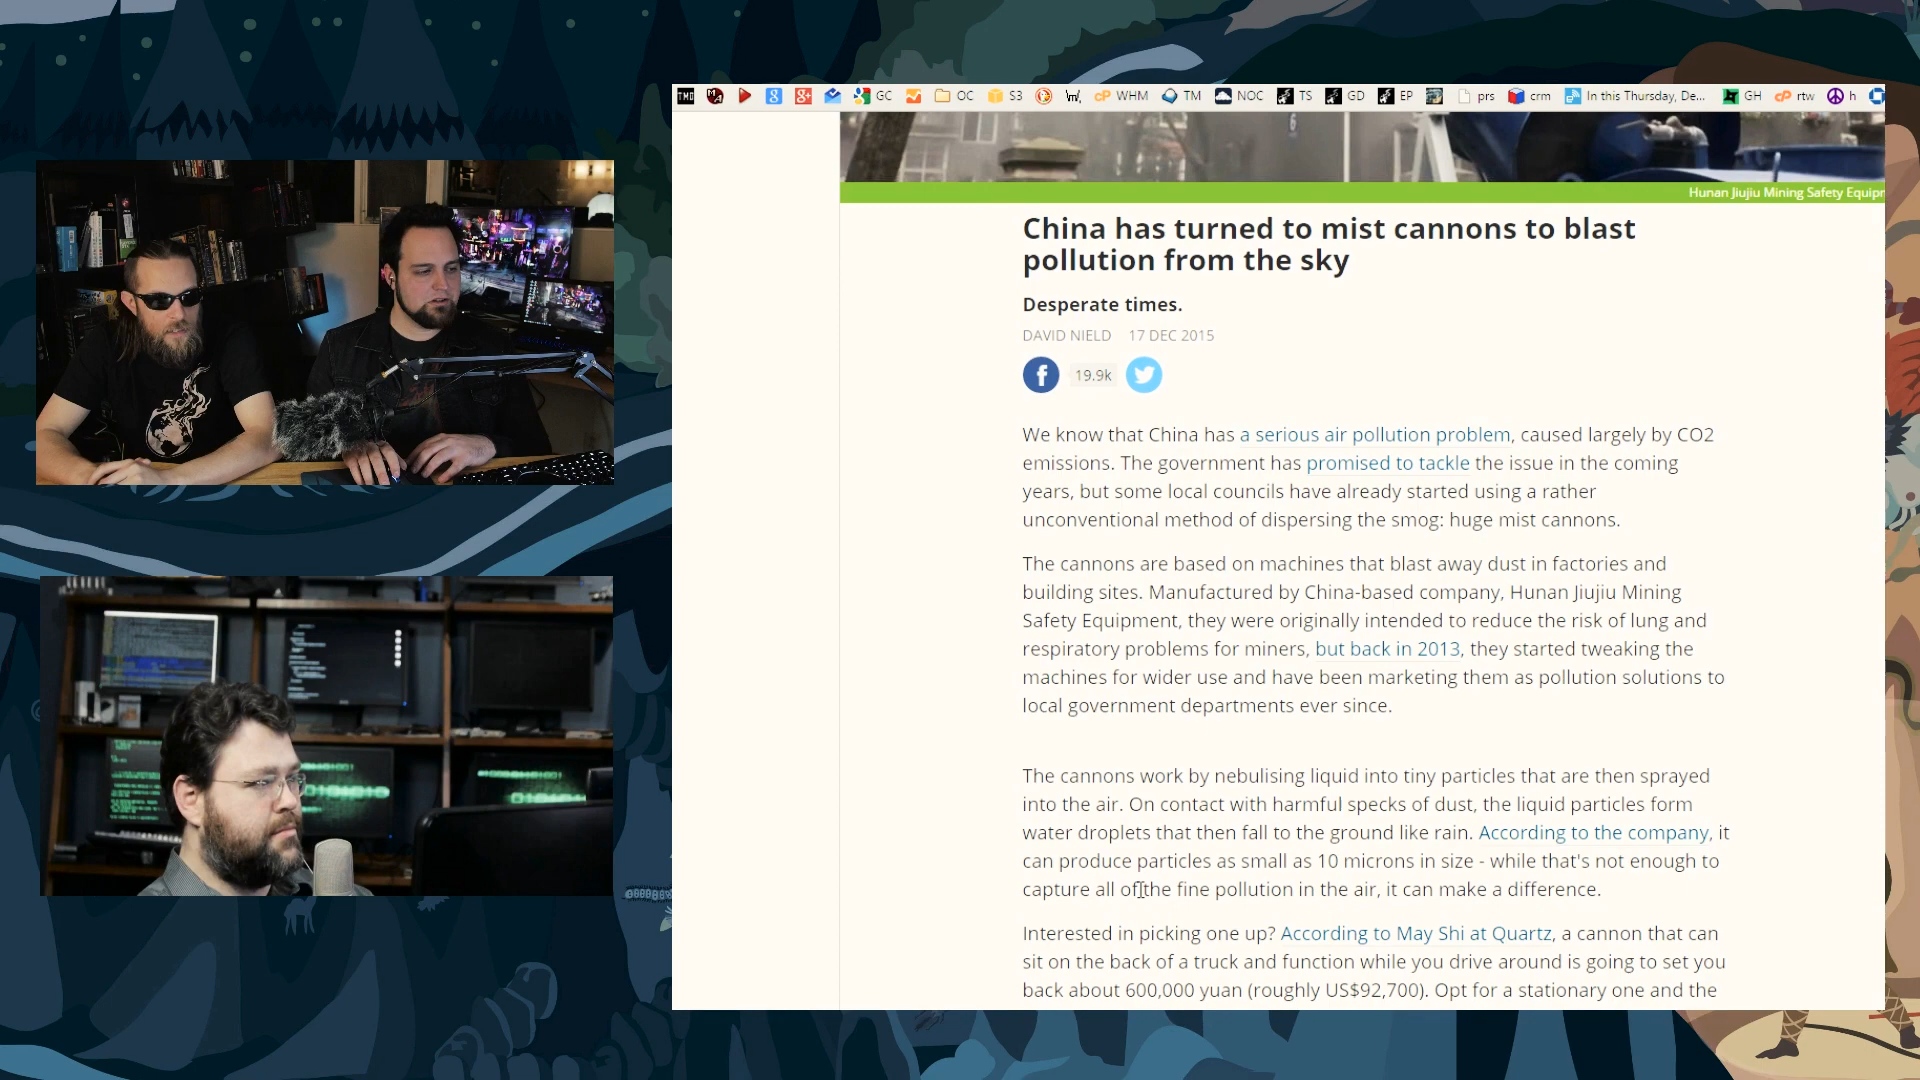 GC
OC
S3
\m/,
WHM
TM
NOC
TS
GD
EP
prs
crm
In this Thursday, De...
GH
rtw
h
6
Hunan Jiujiu Mining Safety Equipm
China has turned to mist cannons to blast
pollution from the sky
Desperate times.
DAVID NIELD 17 DEC 2015
19.9k
We know that China has a serious air pollution problem, caused largely by CO2
emissions. The government has promised to tackle the issue in the coming
years, but some local councils have already started using a rather
unconventional method of dispersing the smog: huge mist cannons.
The cannons are based on machines that blast away dust in factories and
building sites. Manufactured by China-based company, Hunan Jiujiu Mining
Safety Equipment, they were originally intended to reduce the risk of lung and
respiratory problems for miners, but back in 2013, they started tweaking the
machines for wider use and have been marketing them as pollution solutions to
local government departments ever since.
The cannons work by nebulising liquid into tiny particles that are then sprayed
into the air. On contact with harmful specks of dust, the liquid particles form
water droplets that then fall to the ground like rain. According to the company, it
can produce particles as small as 10 microns in size - while that's not enough to
capture all of the fine pollution in the air, it can make a difference.
Interested in picking one up? According to May Shi at Quartz, a cannon that can
sit on the back of a truck and function while you drive around is going to set you
back about 600,000 yuan (roughly US$92,700). Opt for a stationary one and the